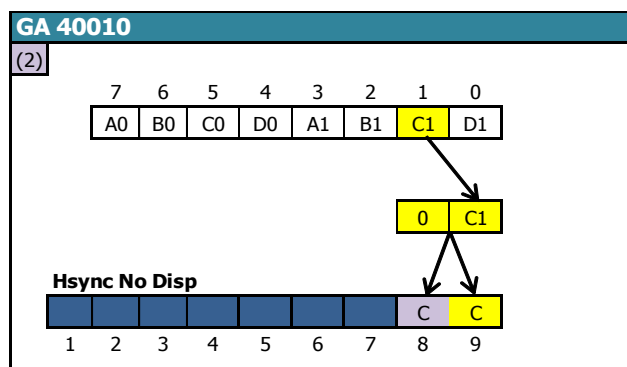 GA 40010
(2)
7 6 5 4 3 2 1 0
A0 B0 C0 D0 A1 B1 C1 D1
0 C1
Hsync No Disp
C C
1 2 3 4 5 6 7 8 9